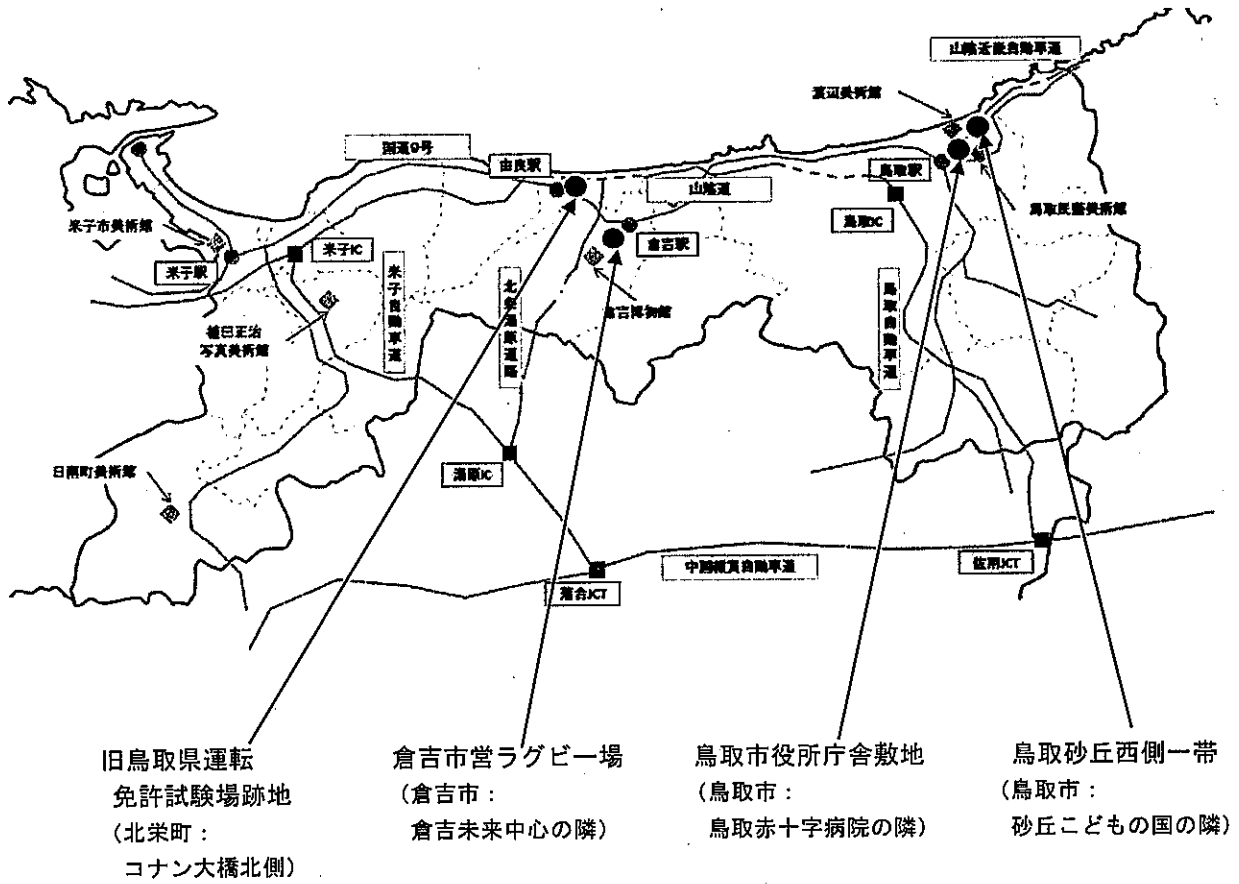 山陰近畿自動車道
渡辺美術館
国道9号
由良駅
山陰道
鳥取駅
鳥取民藝美術館
米子市美術館
米子駅
米子IC
倉吉駅
鳥取IC
植田正治
写真美術館
米子自動車道
北条湯原道路
倉吉博物館
鳥取自動車道
日南町美術館
湯原IC
中国縦貫自動車道
佐用JCT
落合JCT
旧鳥取県運転
免許試験場跡地
(北栄町:
コナン大橋北側)
倉吉市営ラグビー場
(倉吉市:
倉吉未来中心の隣)
鳥取市役所庁舎敷地
(鳥取市:
鳥取赤十字病院の隣)
鳥取砂丘西側一帯
(鳥取市:
砂丘こどもの国の隣)